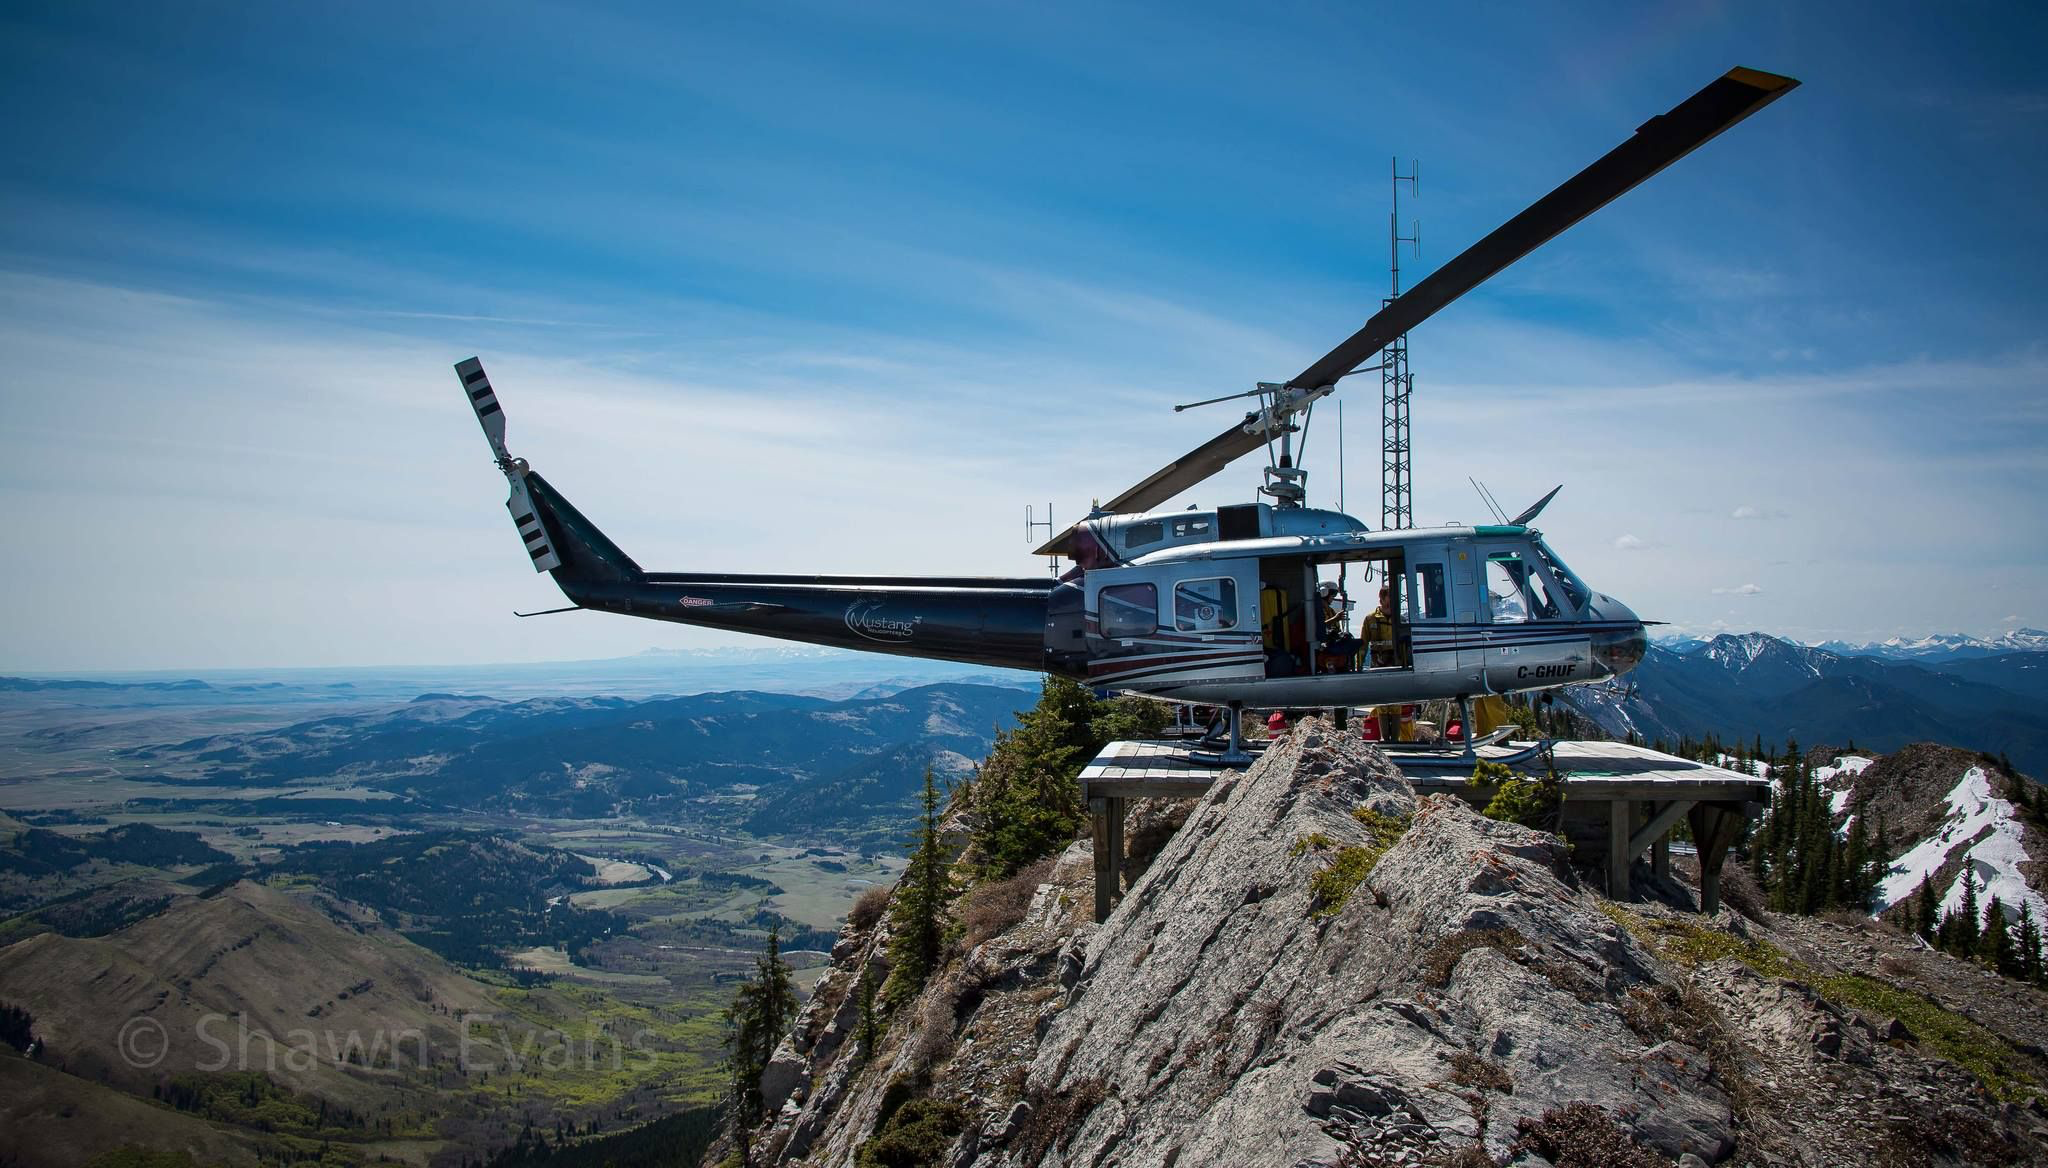 DANGER
Mustang
HELICOPTERS
C-GHUF
© Shawn Evans